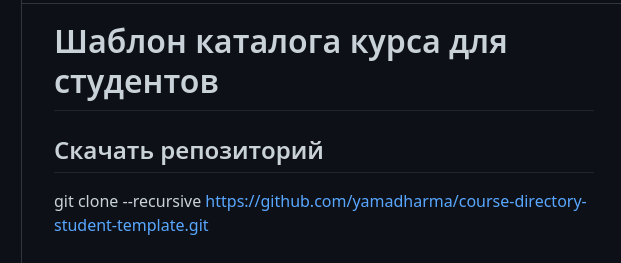 Шаблон каталога курса для
студентов
Скачать репозиторий
git clone --recursive https://github.com/yamadharma/course-directory-
student-template.git